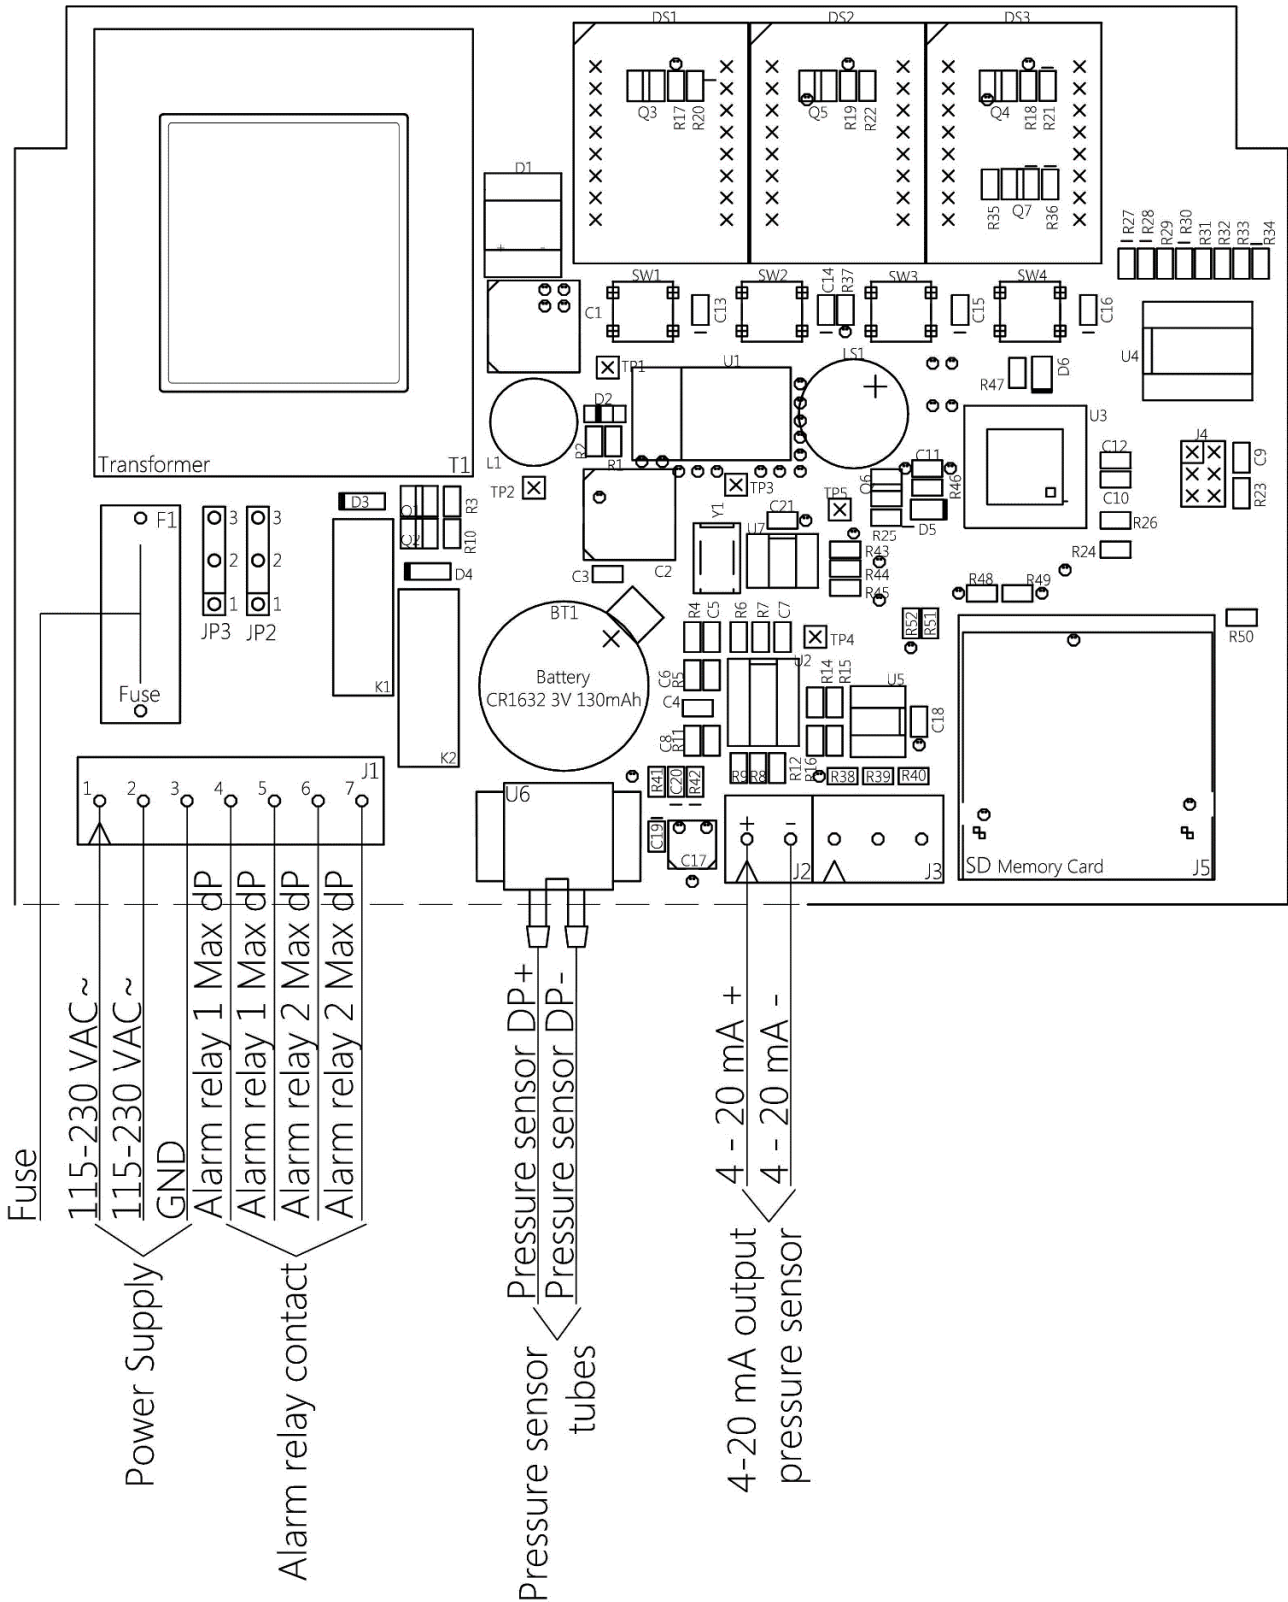 DS1
DS2
DS3
Q3
R17
R20
Q5
R19
R22
Q4
R18
R21
R35
Q7
R36
D1
+ -
R27
R28
R29
R30
R31
R32
R33
R34
SW1
C13
SW2
C14
R37
SW3
C15
SW4
C16
C1
U4
TP1
U1
LS1
+
R47
D6
D2
U3
L1
R2
R1
J4
C9
C12
C11
Transformer
T1
TP2
TP3
Q6
R46
C10
R23
D3
Q1
R3
Y1
C21
TP5
F1
3
3
U7
R25
D5
R26
Q2
R10
R43
R24
2
2
D4
C3
C2
R44
R45
R48
R49
1
1
JP3
JP2
BT1
R4
C5
R6
R7
C7
TP4
R52
R51
R50
Battery
CR1632 3V 130mAh
C6
R5
U2
R14
R15
U5
Fuse
K1
C4
C18
C8
R11
K2
R9
R8
R12
R16
R38
R39
R40
J1
1
2
3
4
5
6
7
U6
R41
C20
R42
C19
C17
+
-
J2
J3
SD Memory Card
J5
Fuse
115-230 VAC~
115-230 VAC~
GND
Alarm relay 1 Max dP
Alarm relay 1 Max dP
Alarm relay 2 Max dP
Alarm relay 2 Max dP
Pressure sensor DP+
Pressure sensor DP-
4 - 20 mA +
4 - 20 mA -
Power Supply
Alarm relay contact
Pressure sensor
tubes
4-20 mA output
pressure sensor